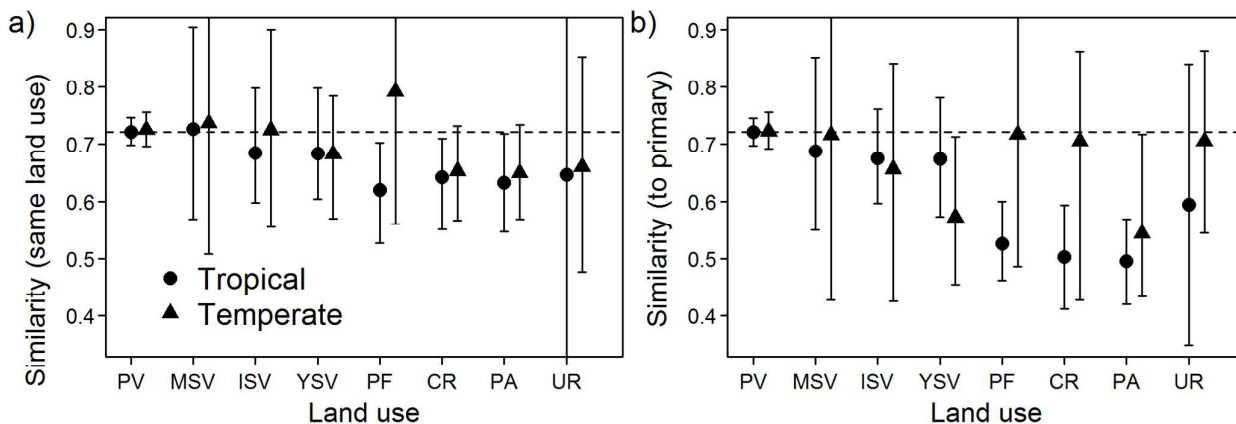 a)
Similarity (same land use)
0.9
0.8
0.7
0.6
0.5
0.4
Tropical
Temperate
PV MSV ISV YSV PF CR PA UR
Land use
b)
Similarity (to primary)
0.9
0.8
0.7
0.6
0.5
0.4
PV MSV ISV YSV PF CR PA UR
Land use